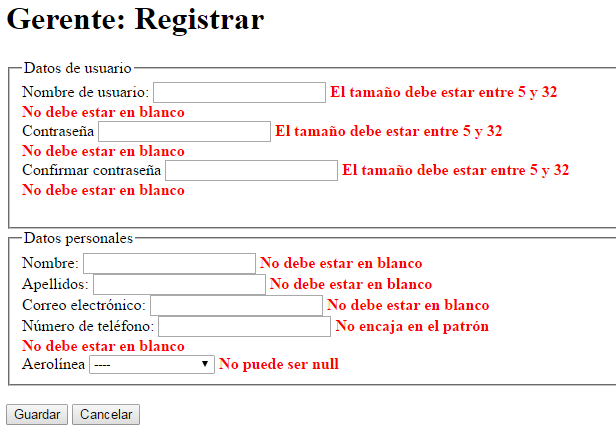 Gerente: Registrar
Datos de usuario
Nombre de usuario: El tamaño debe estar entre 5 y 32
No debe estar en blanco
Contraseña El tamaño debe estar entre 5 y 32
No debe estar en blanco
Confirmar contraseña El tamaño debe estar entre 5 y 32
No debe estar en blanco
Datos personales
Nombre: No debe estar en blanco
Apellidos: No debe estar en blanco
Correo electrónico: No debe estar en blanco
Número de teléfono: No encaja en el patrón
No debe estar en blanco
Aerolínea ---- No puede ser null
Guardar Cancelar